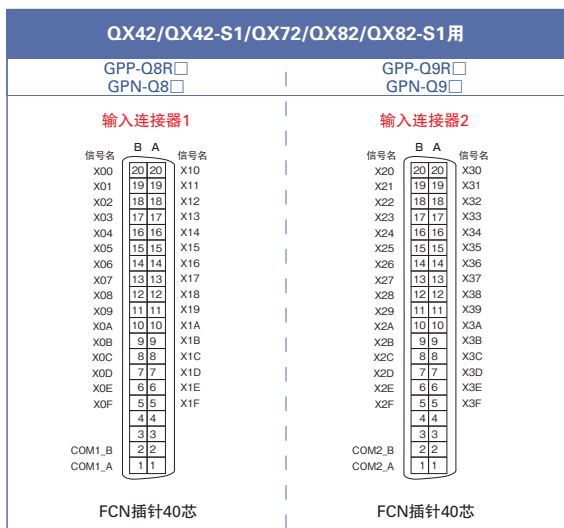 QX42/QX42-S1/QX72/QX82/QX82-S1用
GPP-Q8R□
GPN-Q8□
输入连接器1
B A
信号名 信号名
X00 20 20 X10
X01 19 19 X11
X02 18 18 X12
X03 17 17 X13
X04 16 16 X14
X05 15 15 X15
X06 14 14 X16
X07 13 13 X17
X08 12 12 X18
X09 11 11 X19
X0A 10 10 X1A
X0B 9 9 X1B
X0C 8 8 X1C
X0D 7 7 X1D
X0E 6 6 X1E
X0F 5 5 X1F
4 4
3 3
COM1_B 2 2
COM1_A 1 1
FCN插针40芯
GPP-Q9R□
GPN-Q9□
输入连接器2
B A
信号名 信号名
X20 20 20 X30
X21 19 19 X31
X22 18 18 X32
X23 17 17 X33
X24 16 16 X34
X25 15 15 X35
X26 14 14 X36
X27 13 13 X37
X28 12 12 X38
X29 11 11 X39
X2A 10 10 X3A
X2B 9 9 X3B
X2C 8 8 X3C
X2D 7 7 X3D
X2E 6 6 X3E
X2F 5 5 X3F
4 4
3 3
COM2_B 2 2
COM2_A 1 1
FCN插针40芯